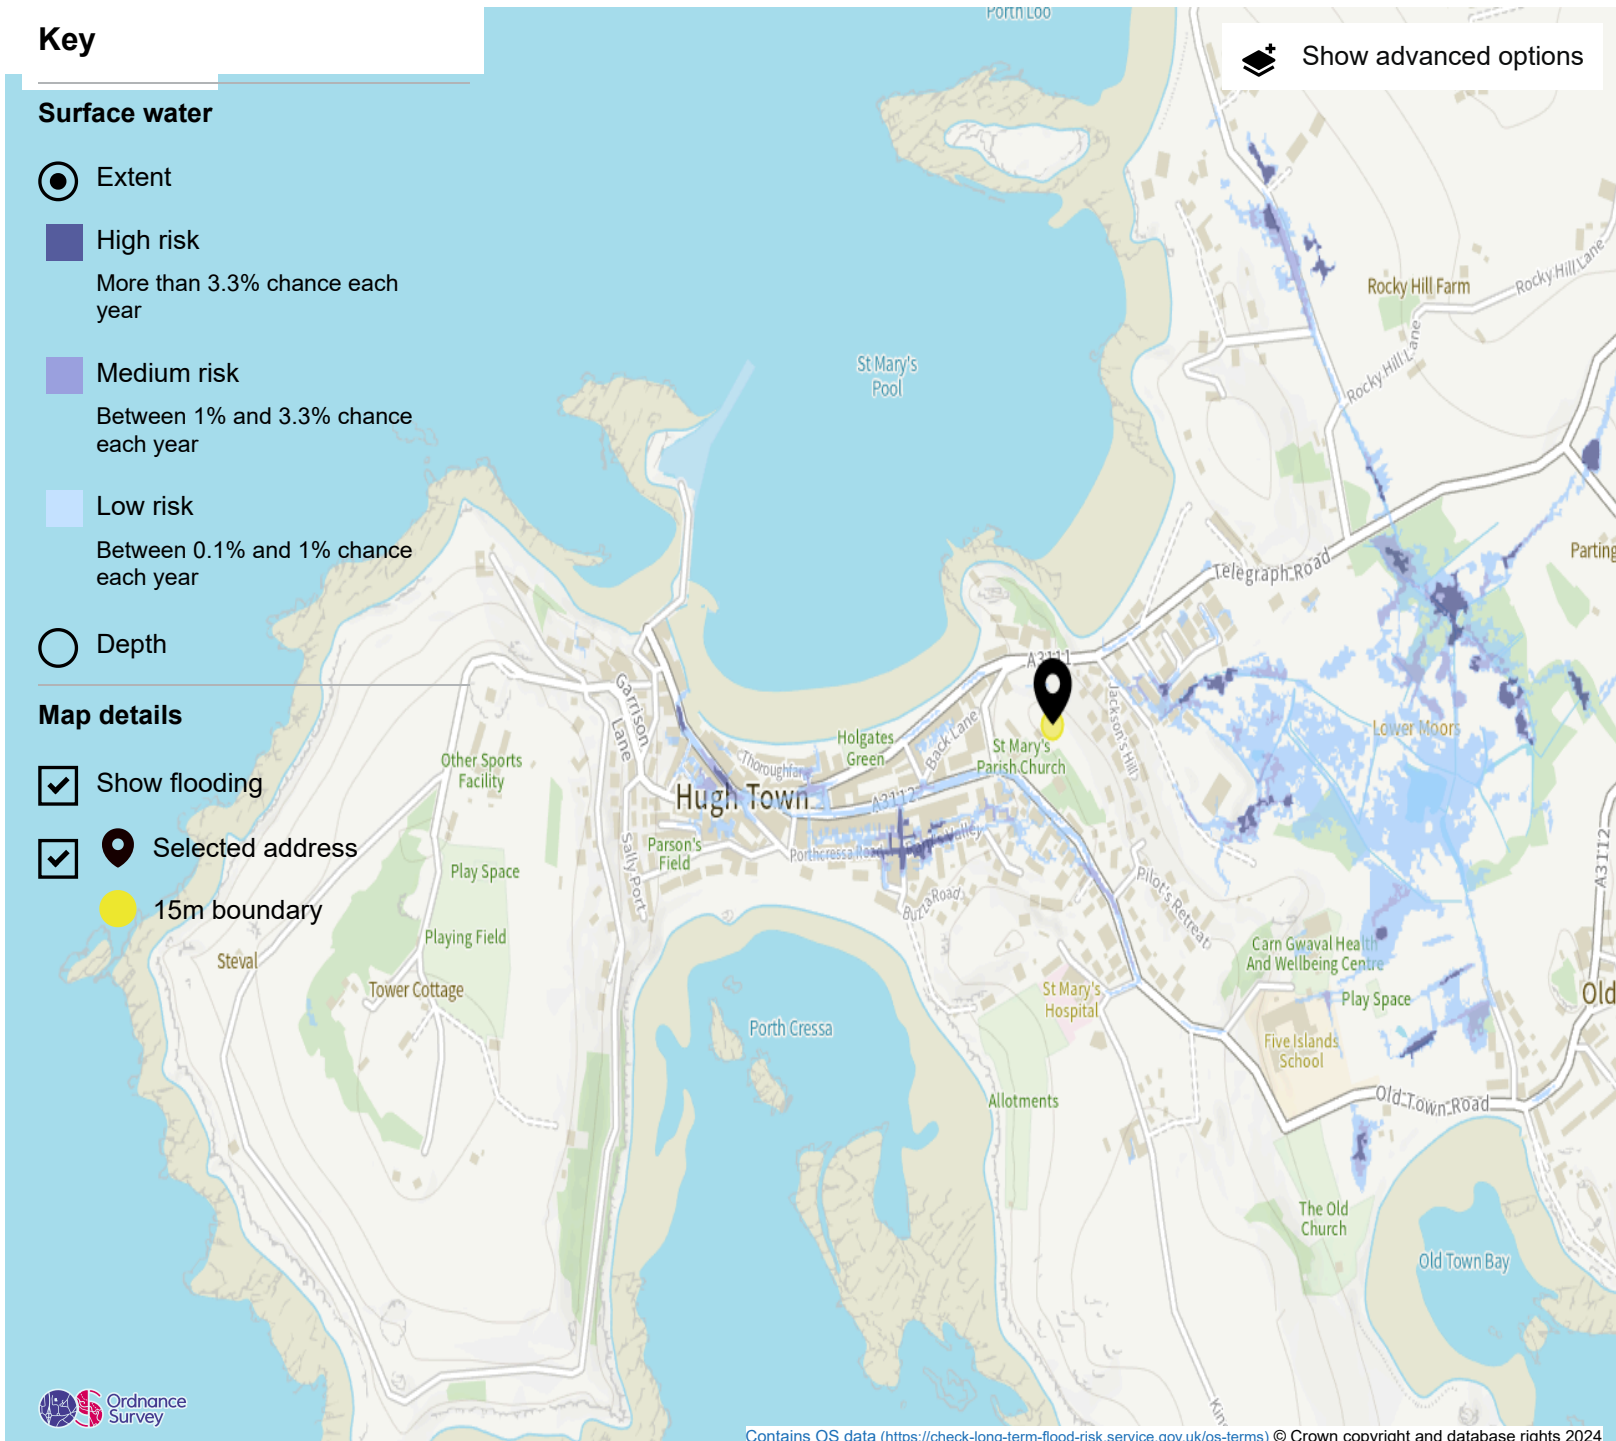 Key
Show advanced options
Surface water
Extent
High risk
More than 3.3% chance each
year
Medium risk
Between 1% and 3.3% chance
each year
Low risk
Between 0.1% and 1% chance
each year
Depth
Map details
Show flooding
Selected address
15m boundary
Porth Loo
St Mary's
Pool
Rocky Hill Farm
Rocky Hill Lane
Rocky Hill Lane
Parting
Telegraph Road
A3111
Garrison
Lane
Jackson's Hill
Lower Moors
Holgates
Green
Back Lane
St Mary's
Parish Church
Thoroughfare
Other Sports
Facility
Hugh Town
A3112
Parson's
Field
Porthcressa Road
Valley
Sally Port
Play Space
Buzza Road
Pilot's Retreat
A3112
Playing Field
Steval
Tower Cottage
Carn Gwaval Health
And Wellbeing Centre
St Mary's
Hospital
Play Space
Old
Porth Cressa
Five Islands
School
Allotments
Old Town Road
The Old
Church
Old Town Bay
Ordnance
Survey
Contains OS data (https://check-long-term-flood-risk.service.gov.uk/os-terms) © Crown copyright and database rights 2024